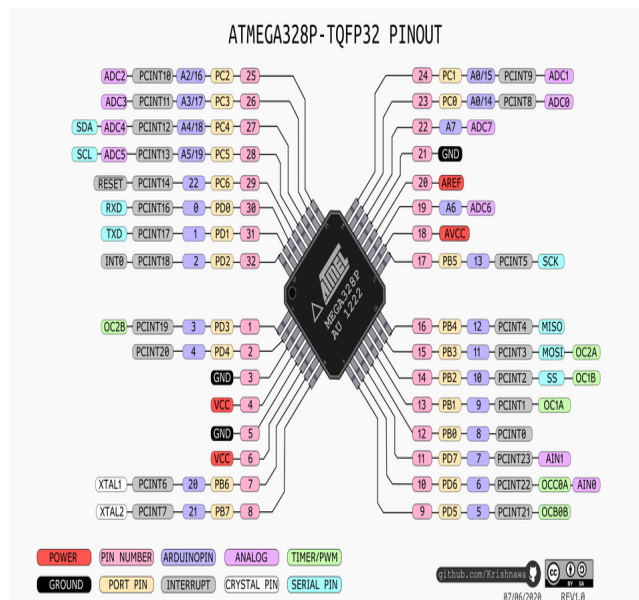 ATMEGA328P-TQFP32 PINOUT
ADC2 PCINT10 A2/16 PC2 25
24 PC1 A0/15 PCINT9 ADC1
ADC3 PCINT11 A3/17 PC3 26
23 PC0 A0/14 PCINT8 ADC0
SDA ADC4 PCINT12 A4/18 PC4 27
22 A7 ADC7
SCL ADC5 PCINT13 A5/19 PC5 28
21 GND
RESET PCINT14 22 PC6 29
20 AREF
RXD PCINT16 0 PD0 30
19 A6 ADC6
TXD PCINT17 1 PD1 31
18 AVCC
INT0 PCINT18 2 PD2 32
17 PB5 13 PCINT5 SCK
ATMEL
MEGA328P
AU 1222
OC2B PCINT19 3 PD3 1
16 PB4 12 PCINT4 MISO
PCINT20 4 PD4 2
15 PB3 11 PCINT3 MOSI OC2A
GND 3
14 PB2 10 PCINT2 SS OC1B
VCC 4
13 PB1 9 PCINT1 OC1A
GND 5
12 PB0 8 PCINT0
VCC 6
11 PD7 7 PCINT23 AIN1
XTAL1 PCINT6 20 PB6 7
10 PD6 6 PCINT22 OCC0A AIN0
XTAL2 PCINT7 21 PB7 8
9 PD5 5 PCINT21 OCB0B
POWER PIN NUMBER ARDUINOPIN ANALOG TIMER/PWM
GROUND PORT PIN INTERRUPT CRYSTAL PIN SERIAL PIN
github.com/Krishnawa
cc BY SA
07/06/2020 REV1.0